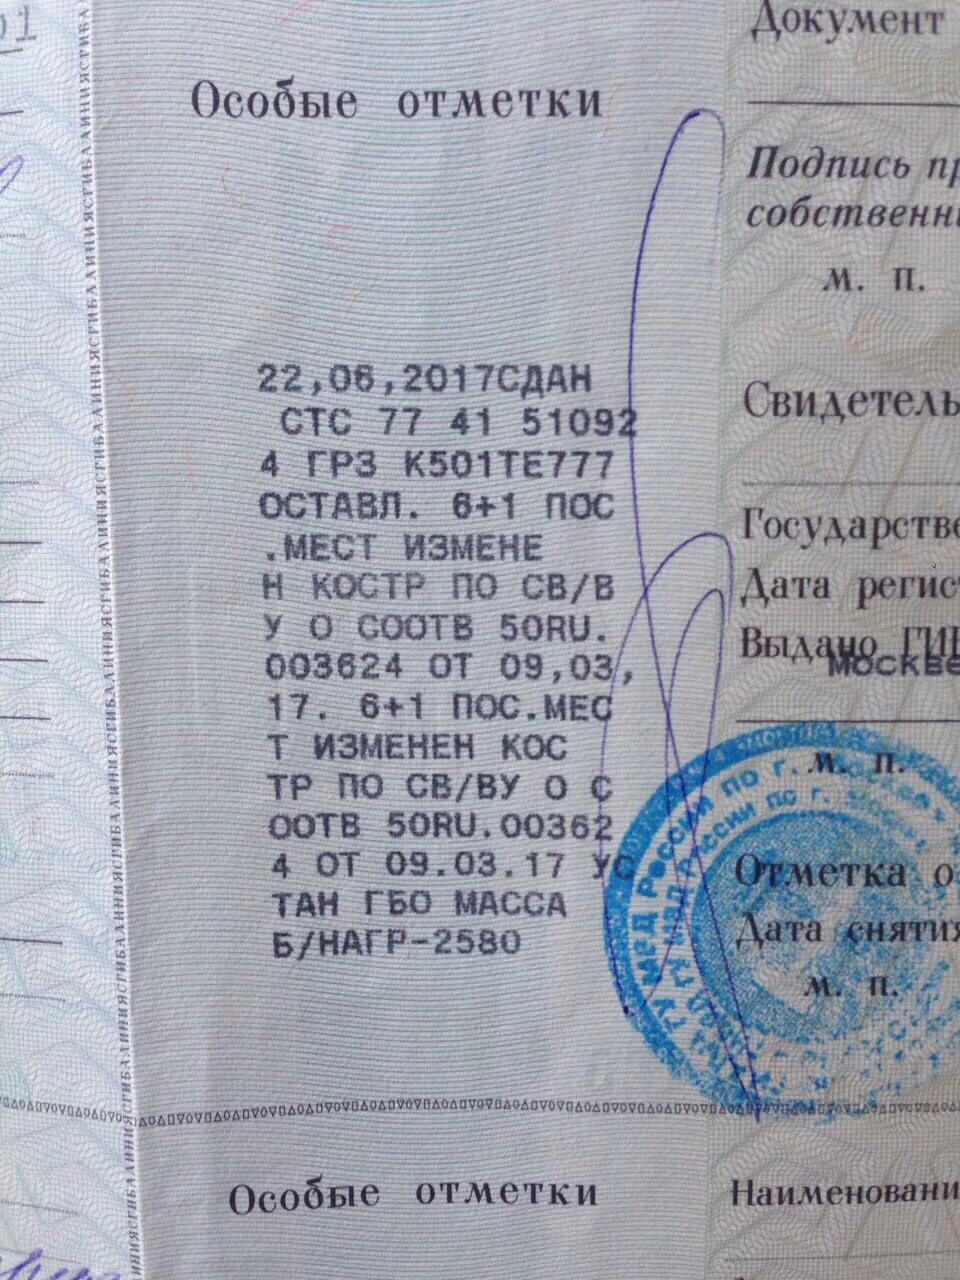 Особые отметки
22,06,2017СДАН
СТС 77 41 51092
4 ГРЗ К501ТЕ777
ОСТАВЛ. 6+1 ПОС
.МЕСТ ИЗМЕНЕ
Н КОСТР ПО СВ/В
У О СООТВ 50RU.
003624 ОТ 09,03,
17. 6+1 ПОС.МЕС
Т ИЗМЕНЕН КОС
ТР ПО СВ/ВУ О С
ООТВ 50RU.00362
4 ОТ 09.03.17 УС
ТАН ГБО МАССА
Б/НАГР-2580
Особые отметки
Документ
Подпись пр
собственни
м. п.
Свидетель
Государстве
Дата регис
Выдано ГИБ
МОСКВЕ
м. п.
Отметка о
Дата снятия
м. п.
Наименовани